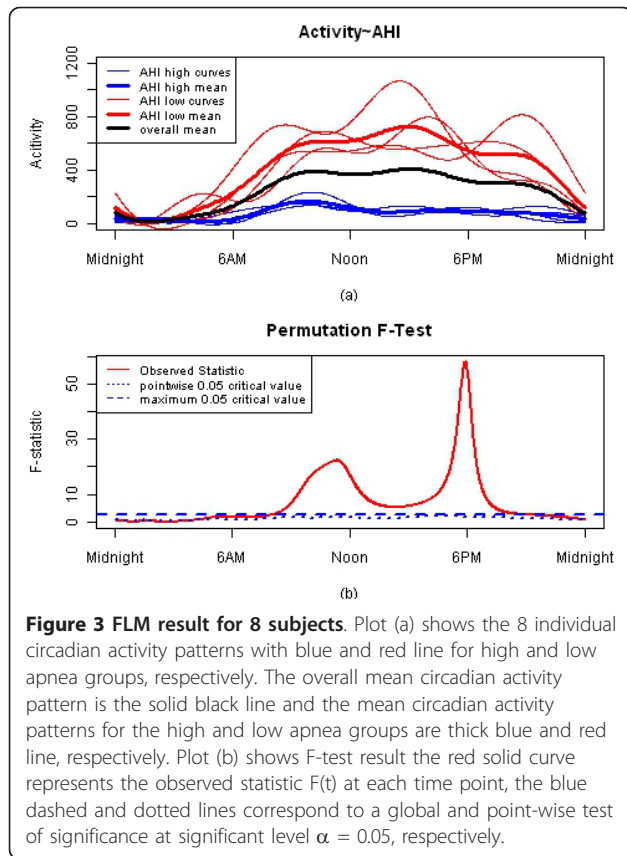 Activity~AHI
AHI high curves
AHI high mean
AHI low curves
AHI low mean
overall mean
Acitivity
0 400 800 1200
Midnight 6AM Noon 6PM Midnight
(a)
Permutation F-Test
Observed Statistic
pointwise 0.05 critical value
maximum 0.05 critical value
F-statistic
0 10 30 50
Midnight 6AM Noon 6PM Midnight
(b)
Figure 3 FLM result for 8 subjects. Plot (a) shows the 8 individual
circadian activity patterns with blue and red line for high and low
apnea groups, respectively. The overall mean circadian activity
pattern is the solid black line and the mean circadian activity
patterns for the high and low apnea groups are thick blue and red
line, respectively. Plot (b) shows F-test result the red solid curve
represents the observed statistic F(t) at each time point, the blue
dashed and dotted lines correspond to a global and point-wise test
of significance at significant level α = 0.05, respectively.